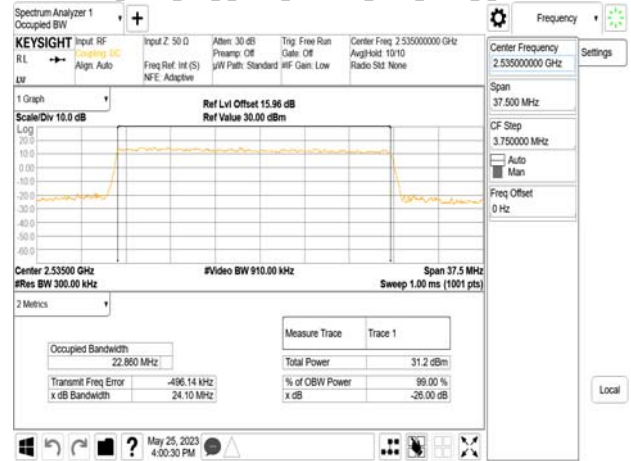 Spectrum Analyzer 1
Occupied BW
Frequency
KEYSIGHT
Input: RF
Coupling: DC
Align: Auto
Input Z: 50 Ω
Freq Ref: Int (S)
NFE: Adaptive
Atten: 30 dB
Preamp: Off
µW Path: Standard
Trig: Free Run
Gate: Off
#IF Gain: Low
Center Freq: 2.535000000 GHz
Avg|Hold: 10/10
Radio Std: None
RL
Center Frequency
2.535000000 GHz
Settings
Span
37.500 MHz
CF Step
3.750000 MHz
Auto
Man
Freq Offset
0 Hz
Local
1 Graph
Scale/Div 10.0 dB
Ref Lvl Offset 15.96 dB
Ref Value 30.00 dBm
Log
20.0
10.0
0.00
-10.0
-20.0
-30.0
-40.0
-50.0
-60.0
Center 2.53500 GHz
#Video BW 910.00 kHz
Span 37.5 MHz
#Res BW 300.00 kHz
Sweep 1.00 ms (1001 pts)
2 Metrics
Measure Trace
Trace 1
Occupied Bandwidth
22.860 MHz
Total Power
31.2 dBm
Transmit Freq Error
-496.14 kHz
% of OBW Power
99.00 %
x dB Bandwidth
24.10 MHz
x dB
-26.00 dB
?
May 25, 2023
4:00:30 PM